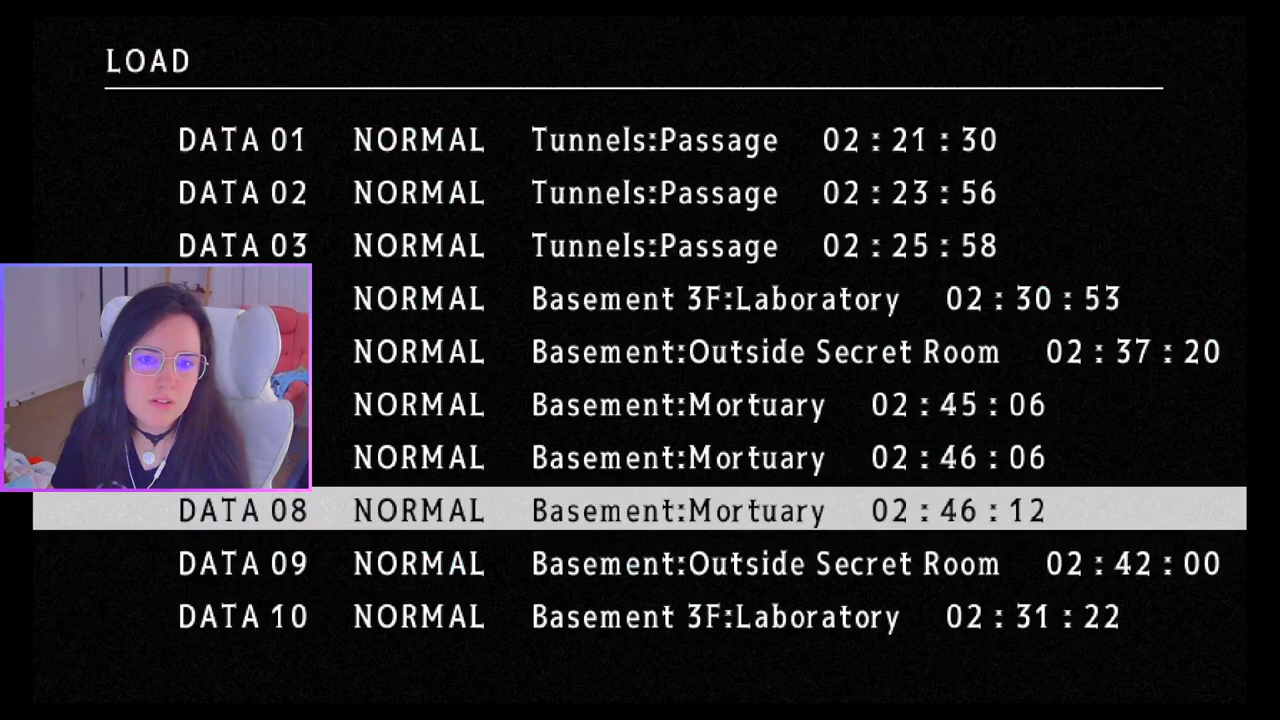 LOAD
DATA 01 NORMAL Tunnels:Passage 02:21:30
DATA 02 NORMAL Tunnels:Passage 02:23:56
DATA 03 NORMAL Tunnels:Passage 02:25:58
NORMAL Basement 3F:Laboratory 02:30:53
NORMAL Basement:Outside Secret Room 02:37:20
NORMAL Basement:Mortuary 02:45:06
NORMAL Basement:Mortuary 02:46:06
DATA 08 NORMAL Basement:Mortuary 02:46:12
DATA 09 NORMAL Basement:Outside Secret Room 02:42:00
DATA 10 NORMAL Basement 3F:Laboratory 02:31:22